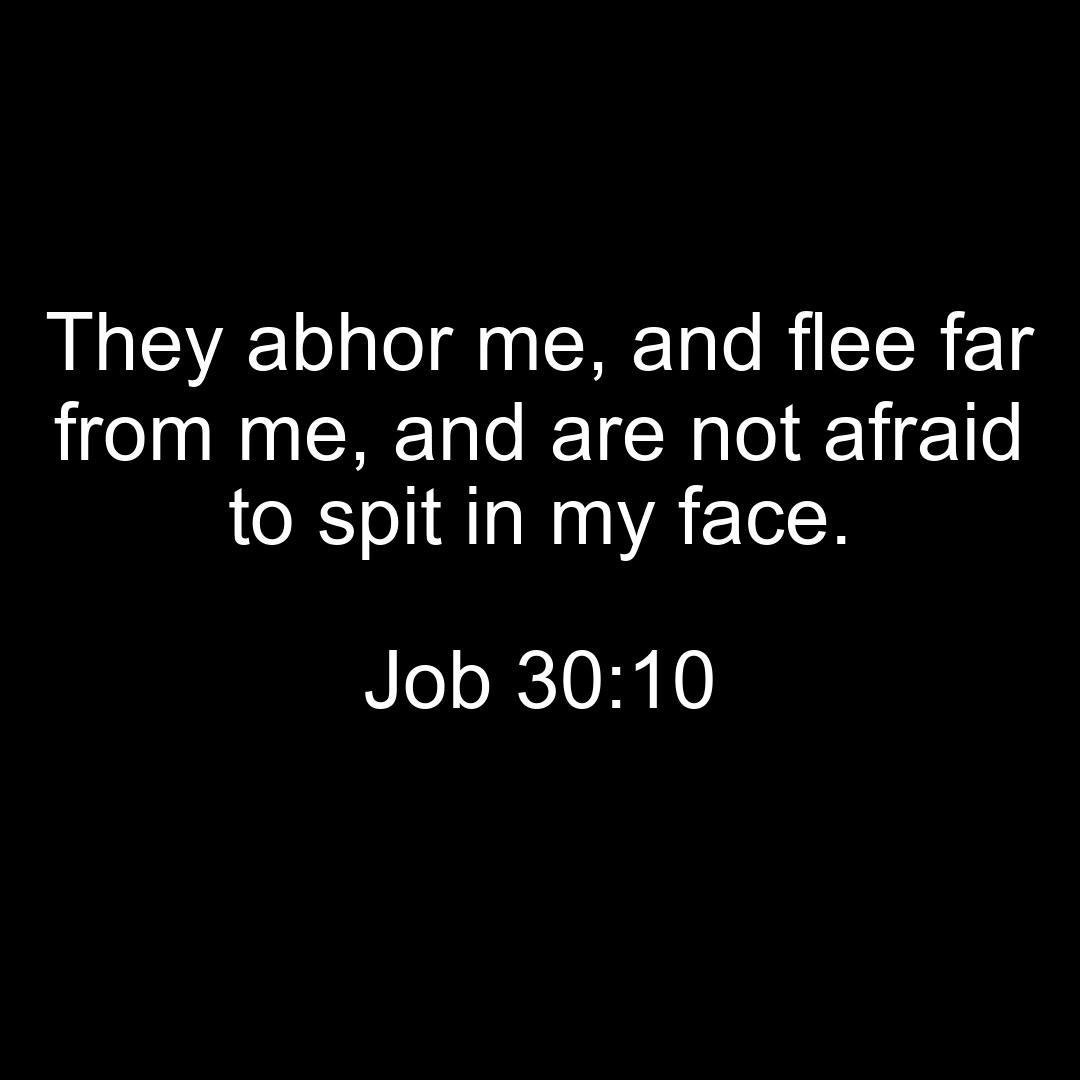 They abhor me, and flee far
from me, and are not afraid
to spit in my face.
Job 30:10